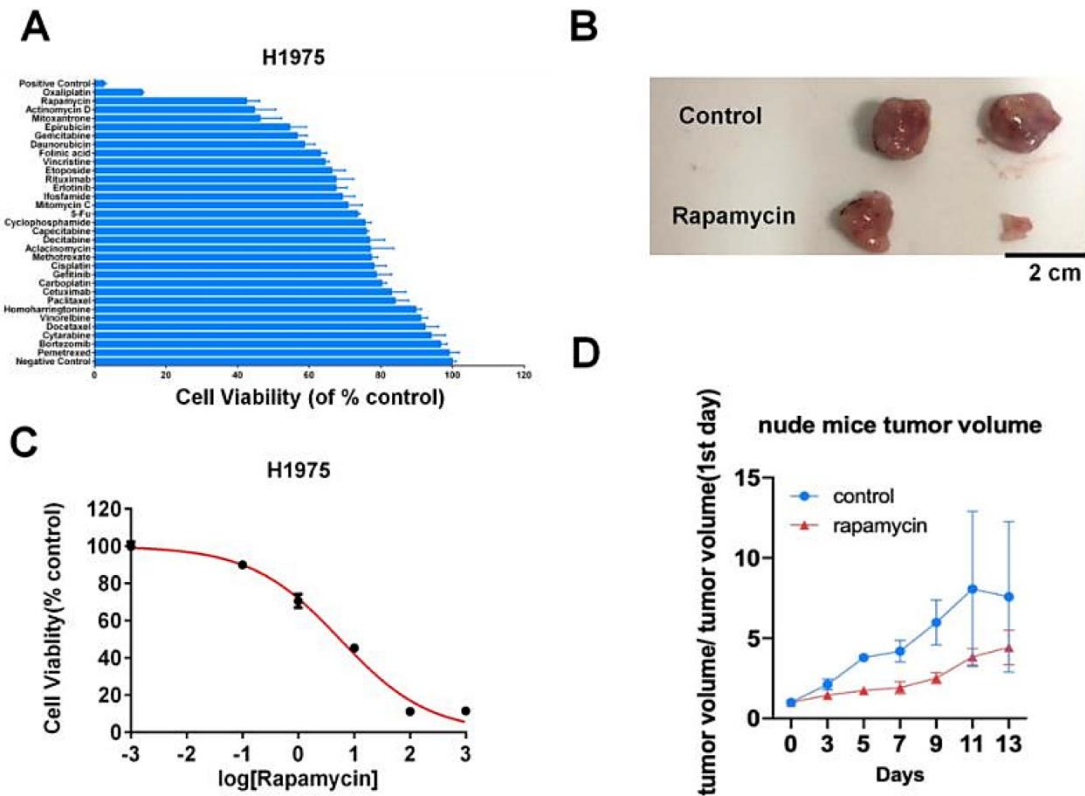 A
H1975
Positive Control
Oxaliplatin
Rapamycin
Actinomycin D
Mitoxantrone
Epirubicin
Gemcitabine
Daunorubicin
Folinic acid
Vincristine
Etoposide
Rituximab
Erlotinib
Ifosfamide
Mitomycin C
5-Fu
Cyclophosphamide
Capecitabine
Decitabine
Aclacinomycin
Methotrexate
Cisplatin
Gefitinib
Carboplatin
Cetuximab
Paclitaxel
Homoharringtonine
Vinorelbine
Docetaxel
Cytarabine
Bortezomib
Pemetrexed
Negative Control
0 20 40 60 80 100 120
Cell Viability (of % control)
B
Control
Rapamycin
2 cm
C
H1975
Cell Viablity(% control)
120
100
80
60
40
20
0
-3 -2 -1 0 1 2 3
log[Rapamycin]
D
nude mice tumor volume
tumor volume/ tumor volume(1st day)
15
10
5
0
control
rapamycin
0 3 5 7 9 11 13
Days